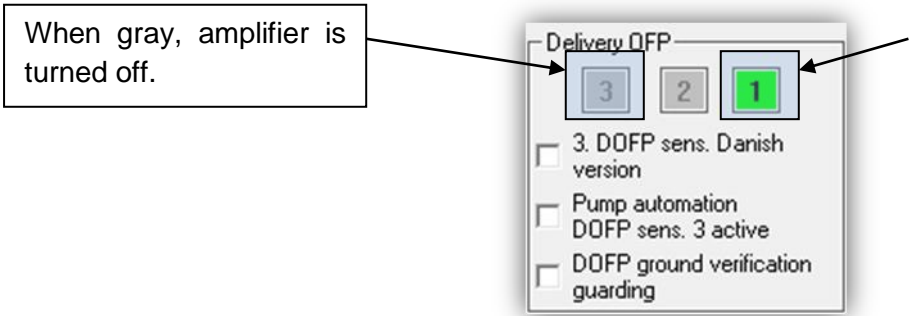 When gray, amplifier is
turned off.
Delivery OFP
3 2 1
3. DOFP sens. Danish
version
Pump automation
DOFP sens. 3 active
DOFP ground verification
guarding